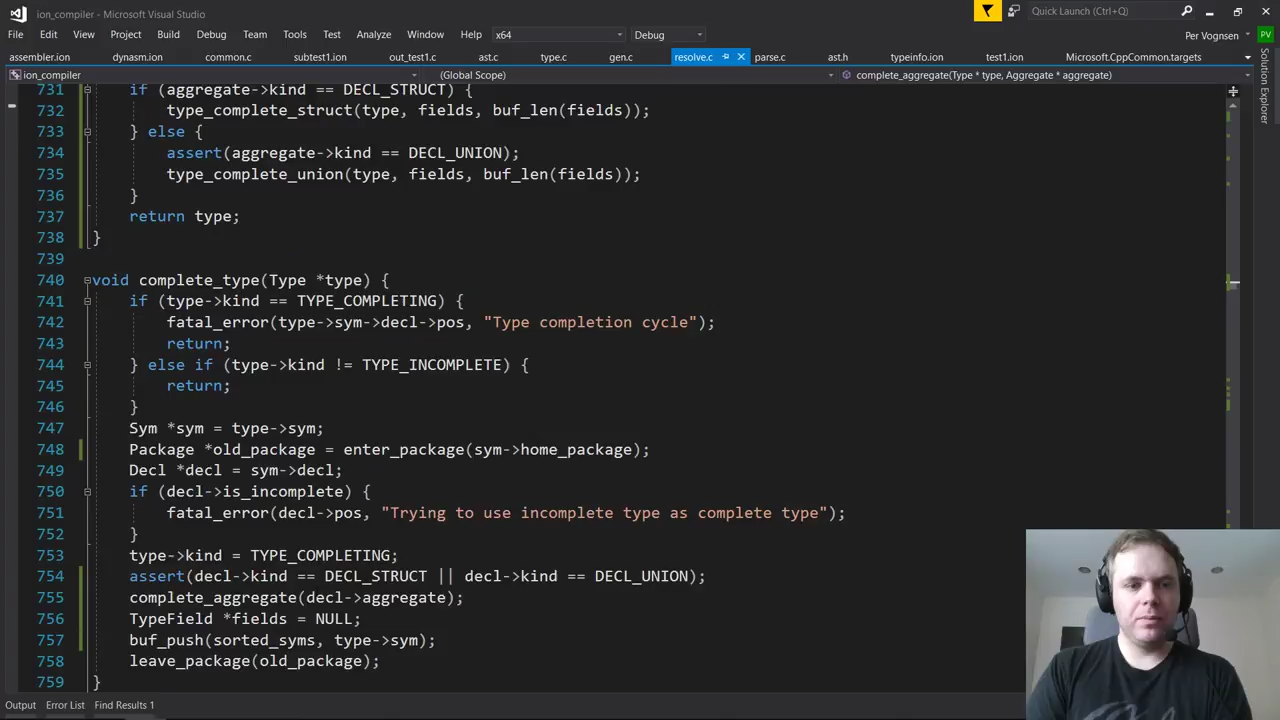 ion_compiler - Microsoft Visual Studio
Quick Launch (Ctrl+Q)
File Edit View Project Build Debug Team Tools Test Analyze Window Help x64 Debug Per Vognsen PV
assembler.ion dynasm.ion common.c subtest1.ion out_test1.c ast.c type.c gen.c resolve.c parse.c ast.h typeinfo.ion test1.ion Microsoft.CppCommon.targets
ion_compiler (Global Scope) complete_aggregate(Type * type, Aggregate * aggregate)
Solution Explorer
731 if (aggregate->kind == DECL_STRUCT) {
732 type_complete_struct(type, fields, buf_len(fields));
733 } else {
734 assert(aggregate->kind == DECL_UNION);
735 type_complete_union(type, fields, buf_len(fields));
736 }
737 return type;
738 }
739
740 void complete_type(Type *type) {
741 if (type->kind == TYPE_COMPLETING) {
742 fatal_error(type->sym->decl->pos, "Type completion cycle");
743 return;
744 } else if (type->kind != TYPE_INCOMPLETE) {
745 return;
746 }
747 Sym *sym = type->sym;
748 Package *old_package = enter_package(sym->home_package);
749 Decl *decl = sym->decl;
750 if (decl->is_incomplete) {
751 fatal_error(decl->pos, "Trying to use incomplete type as complete type");
752 }
753 type->kind = TYPE_COMPLETING;
754 assert(decl->kind == DECL_STRUCT || decl->kind == DECL_UNION);
755 complete_aggregate(decl->aggregate);
756 TypeField *fields = NULL;
757 buf_push(sorted_syms, type->sym);
758 leave_package(old_package);
759 }
Output Error List Find Results 1